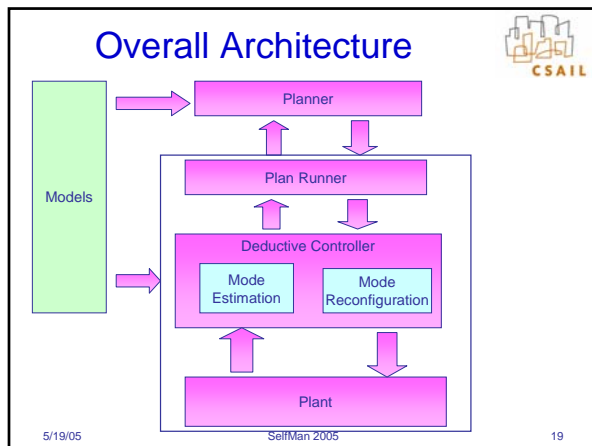 Overall Architecture
CSAIL
Planner
Plan Runner
Models
Deductive Controller
Mode
Estimation
Mode
Reconfiguration
Plant
5/19/05
SelfMan 2005
19